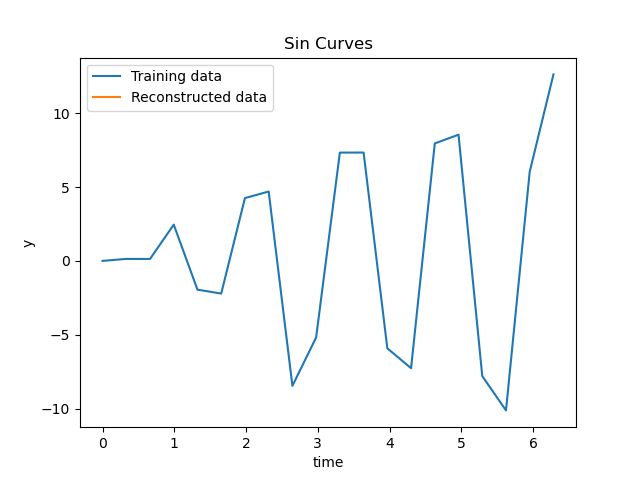 Sin Curves
Training data
Reconstructed data
10
5
0
−5
−10
y
0 1 2 3 4 5 6
time